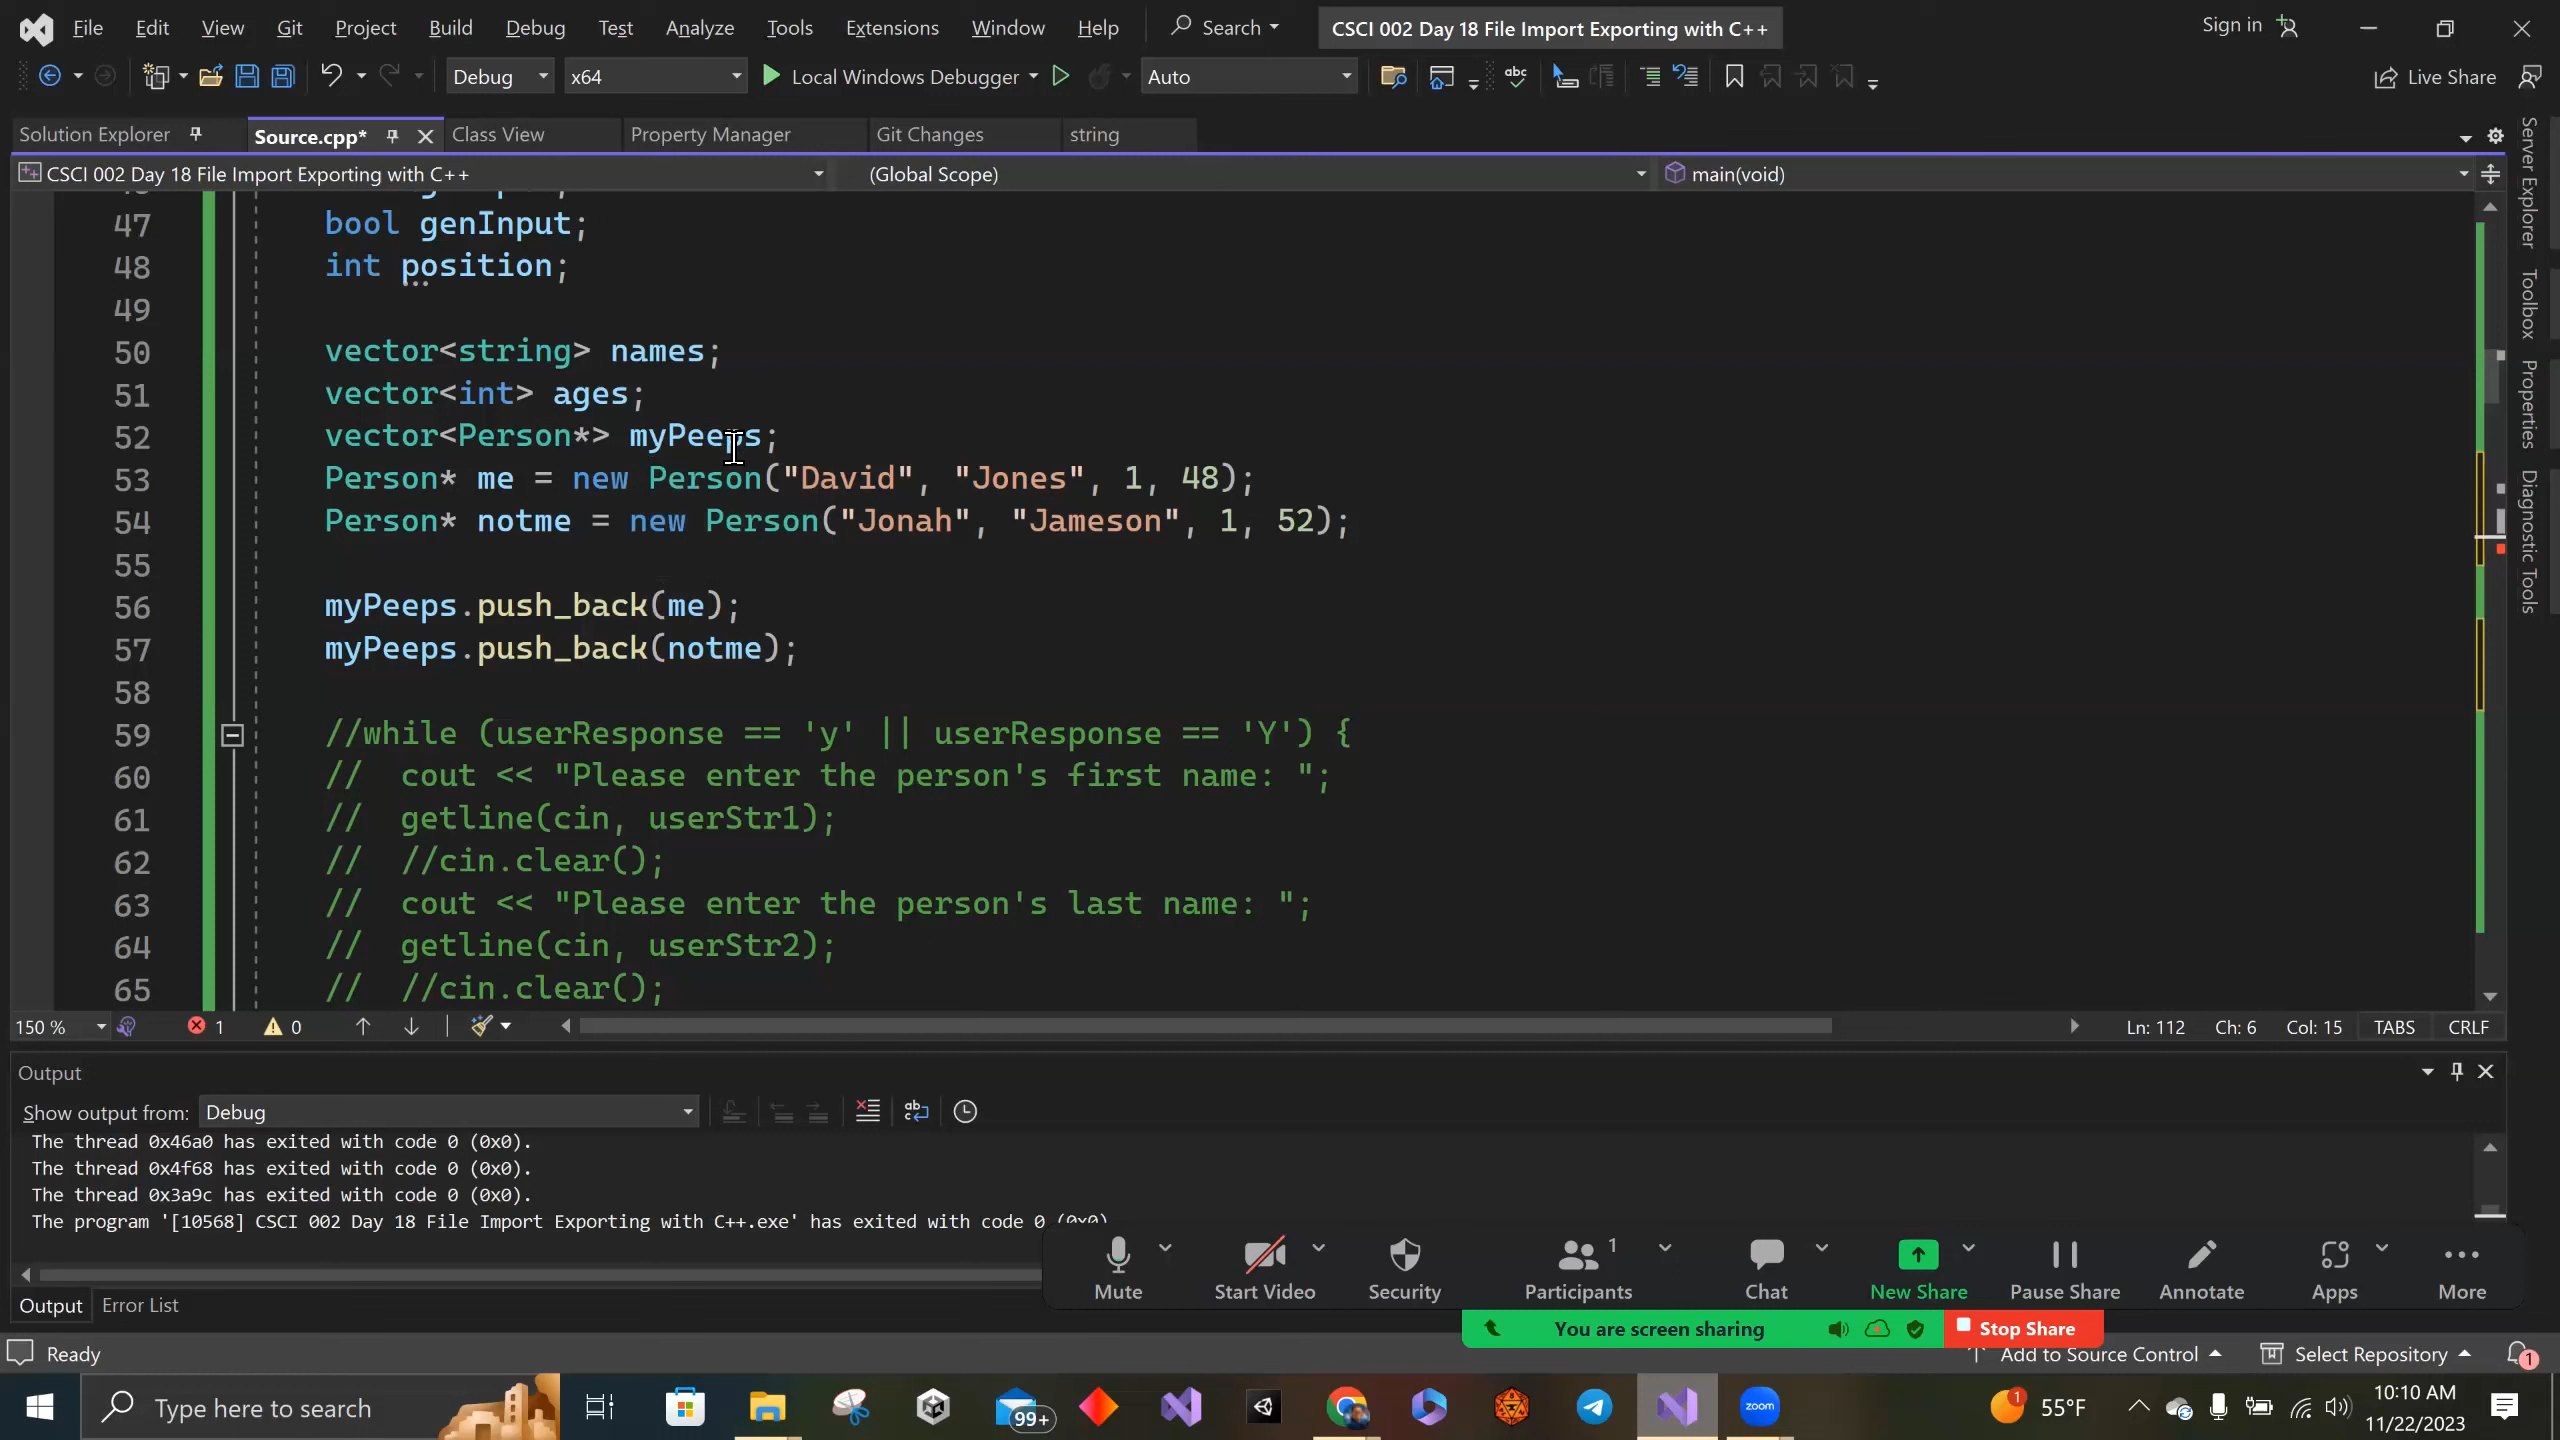 File Edit View Git Project Build Debug Test Analyze Tools Extensions Window Help Search CSCI 002 Day 18 File Import Exporting with C++ Sign in
Debug x64 Local Windows Debugger Auto Live Share
Solution Explorer Source.cpp* Class View Property Manager Git Changes string
CSCI 002 Day 18 File Import Exporting with C++ (Global Scope) main(void)
47 bool genInput;
48 int position;
49
50 vector<string> names;
51 vector<int> ages;
52 vector<Person*> myPeeps;
53 Person* me = new Person("David", "Jones", 1, 48);
54 Person* notme = new Person("Jonah", "Jameson", 1, 52);
55
56 myPeeps.push_back(me);
57 myPeeps.push_back(notme);
58
59 //while (userResponse == 'y' || userResponse == 'Y') {
60 // cout << "Please enter the person's first name: ";
61 // getline(cin, userStr1);
62 // //cin.clear();
63 // cout << "Please enter the person's last name: ";
64 // getline(cin, userStr2);
65 // //cin.clear();
150 % 1 0 Ln: 112 Ch: 6 Col: 15 TABS CRLF
Output
Show output from: Debug
The thread 0x46a0 has exited with code 0 (0x0).
The thread 0x4f68 has exited with code 0 (0x0).
The thread 0x3a9c has exited with code 0 (0x0).
The program '[10568] CSCI 002 Day 18 File Import Exporting with C++.exe' has exited with code 0 (0x0)
Output Error List
1
Mute Start Video Security Participants Chat New Share Pause Share Annotate Apps More
You are screen sharing Stop Share
Ready Add to Source Control Select Repository 1
Type here to search 99+ zoom 1 55°F 10:10 AM
11/22/2023
Server Explorer
Toolbox
Properties
Diagnostic Tools